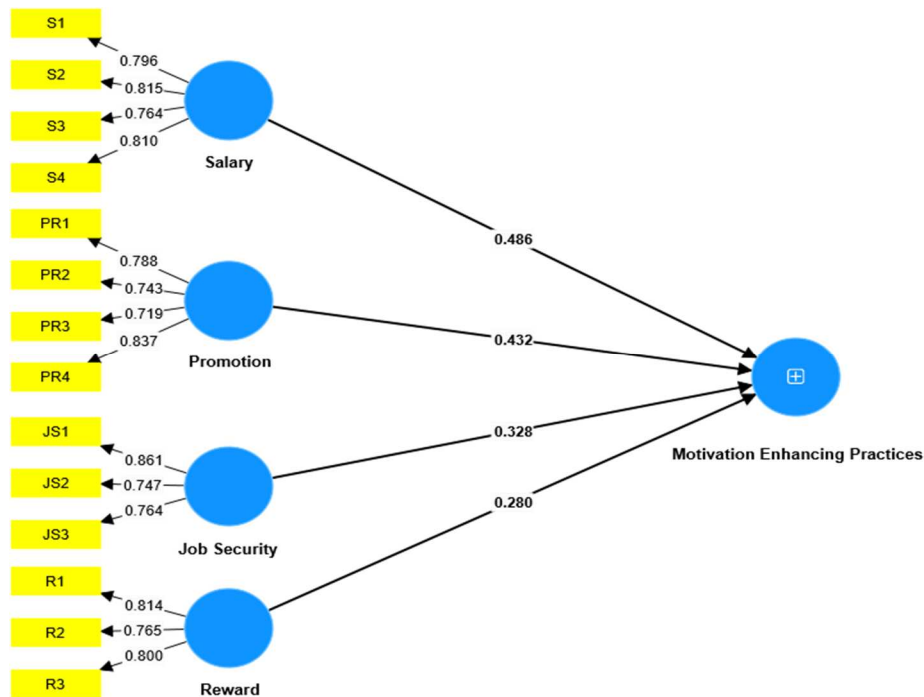 S1
0.796
S2
0.815
S3
0.764
0.810
S4
Salary
0.486
PR1
0.788
PR2
0.743
PR3
0.719
0.837
PR4
Promotion
0.432
JS1
0.861
JS2
0.747
JS3
0.764
Job Security
0.328
R1
0.814
R2
0.765
R3
0.800
Reward
0.280
Motivation Enhancing Practices